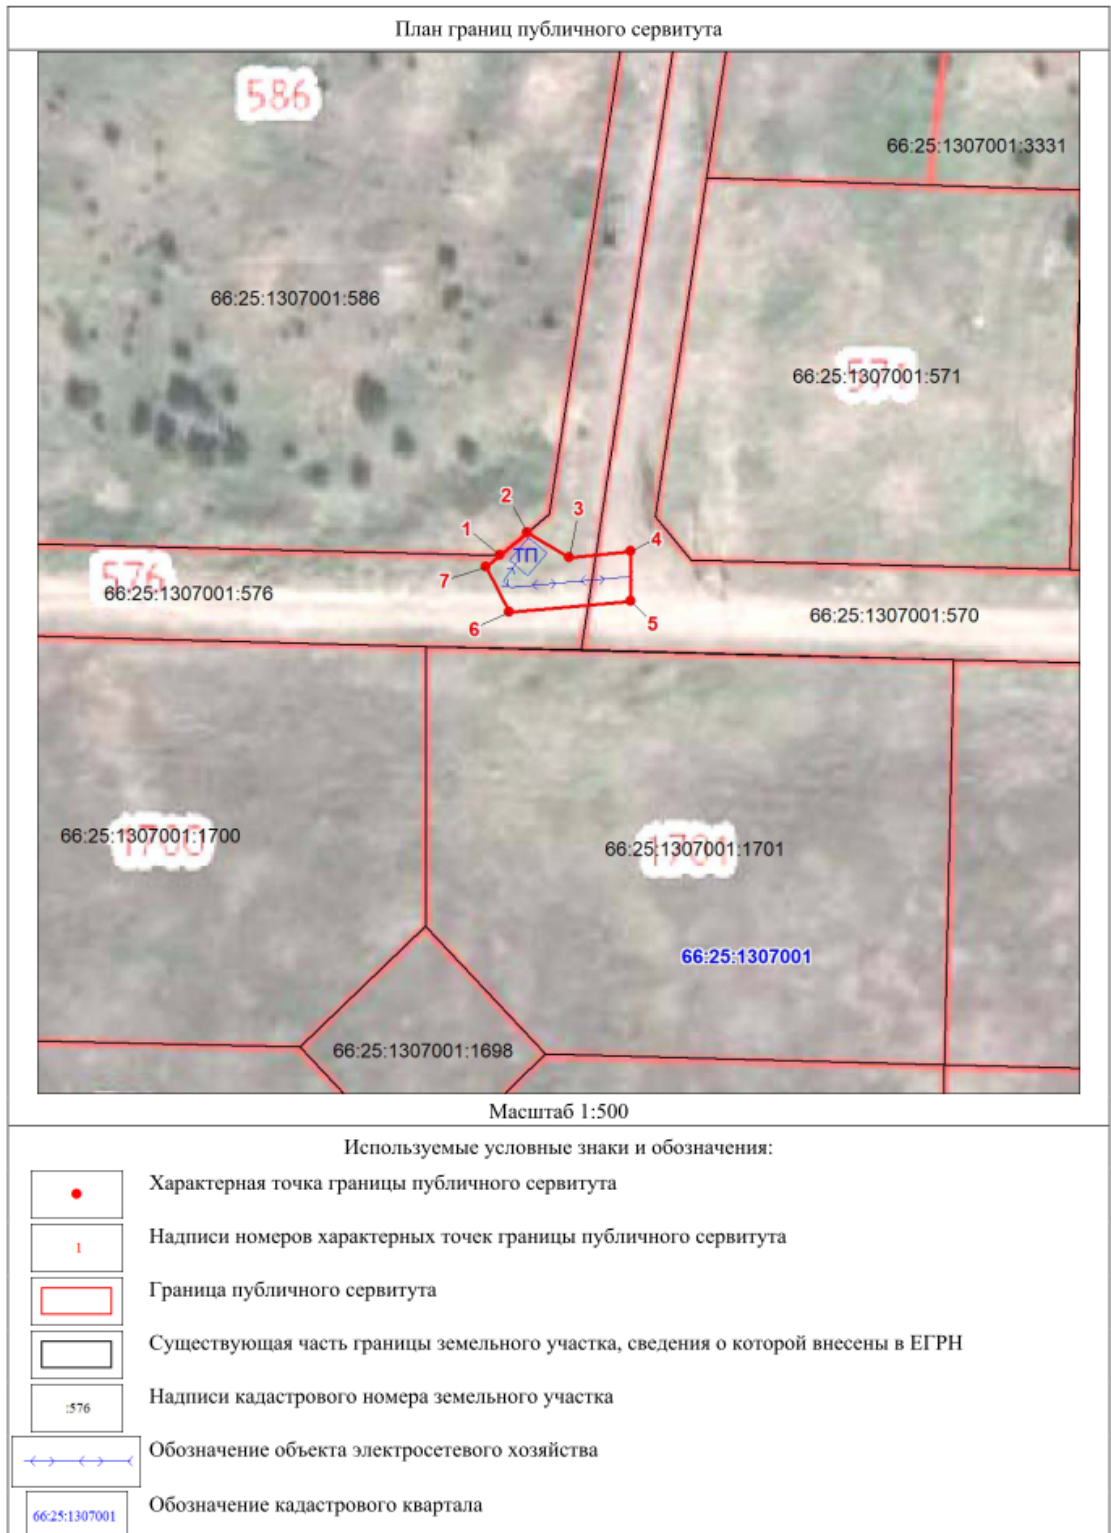 План границ публичного сервитута
586
66:25:1307001:3331
66:25:1307001:586
571
66:25:1307001:571
2
3
1
4
ТП
7
576
66:25:1307001:576
66:25:1307001:570
5
6
1700
66:25:1307001:1700
1701
66:25:1307001:1701
66:25:1307001
66:25:1307001:1698
Масштаб 1:500
Используемые условные знаки и обозначения:
Характерная точка границы публичного сервитута
1
Надписи номеров характерных точек границы публичного сервитута
Граница публичного сервитута
Существующая часть границы земельного участка, сведения о которой внесены в ЕГРН
:576
Надписи кадастрового номера земельного участка
Обозначение объекта электросетевого хозяйства
66:25:1307001
Обозначение кадастрового квартала